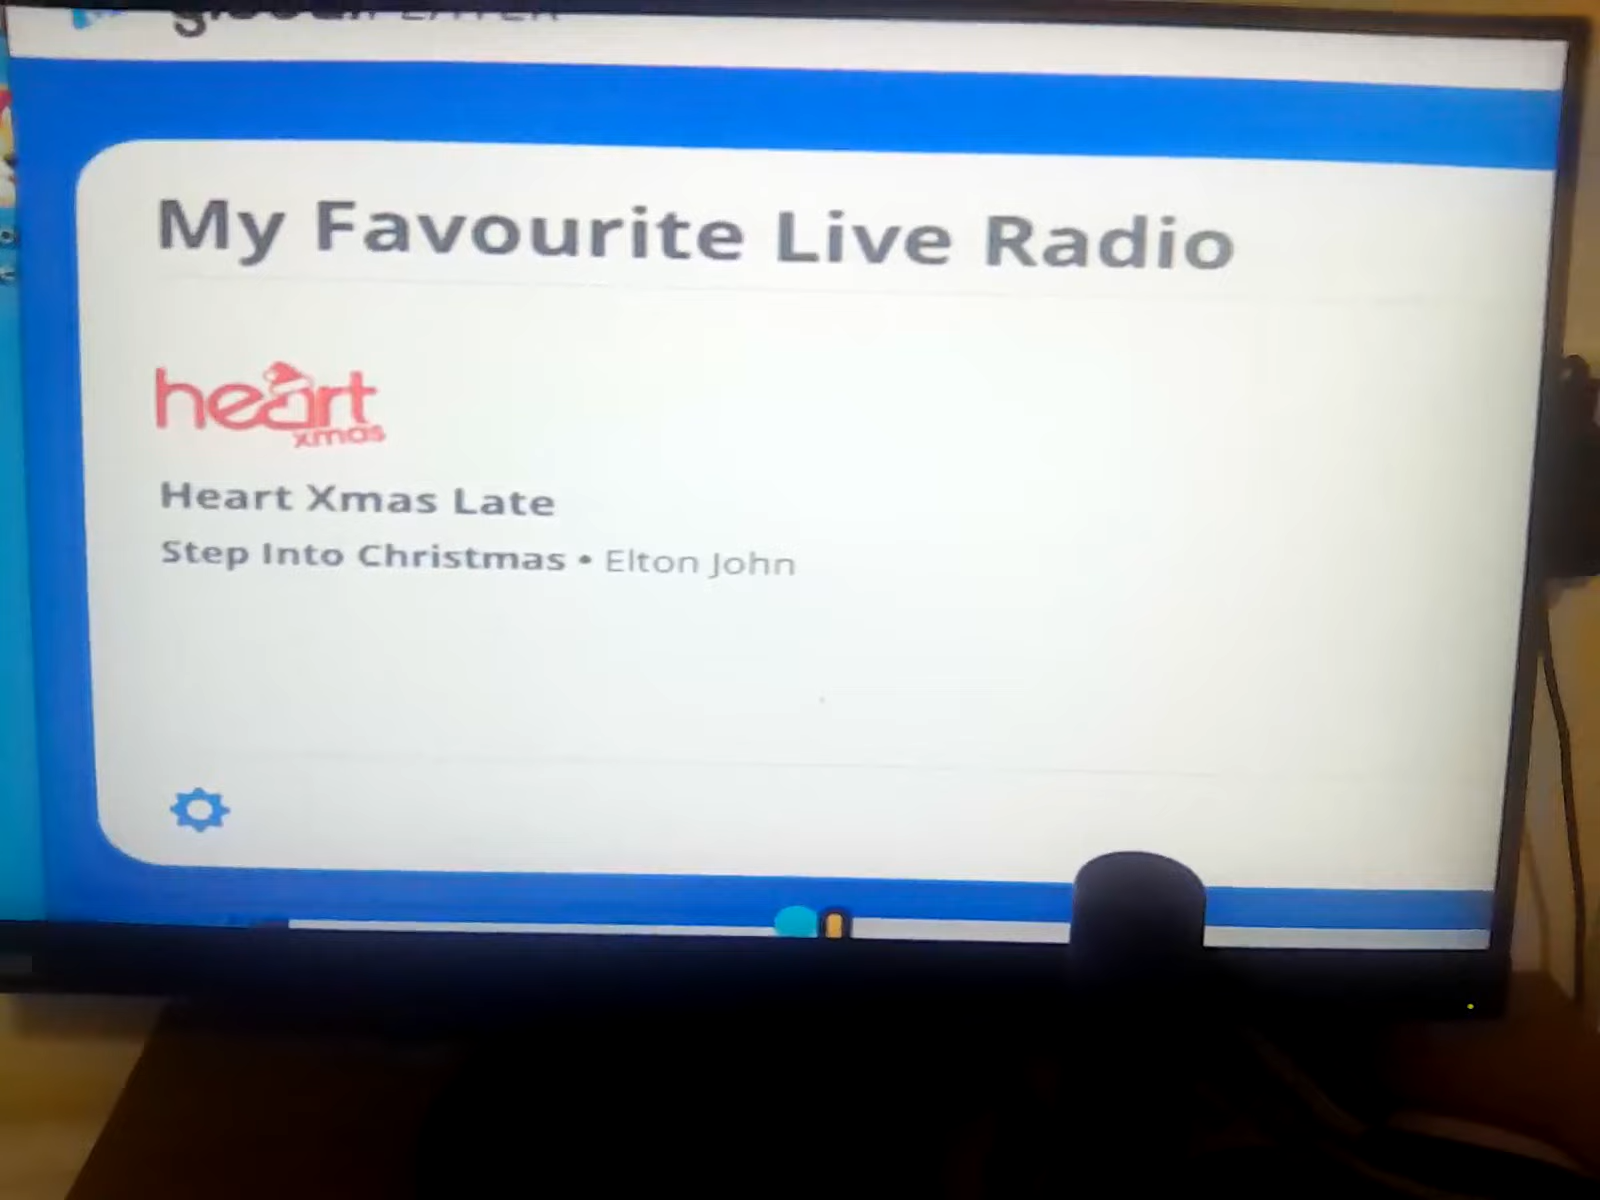 My Favourite Live Radio
heart
xmas
Heart Xmas Late
Step Into Christmas • Elton John